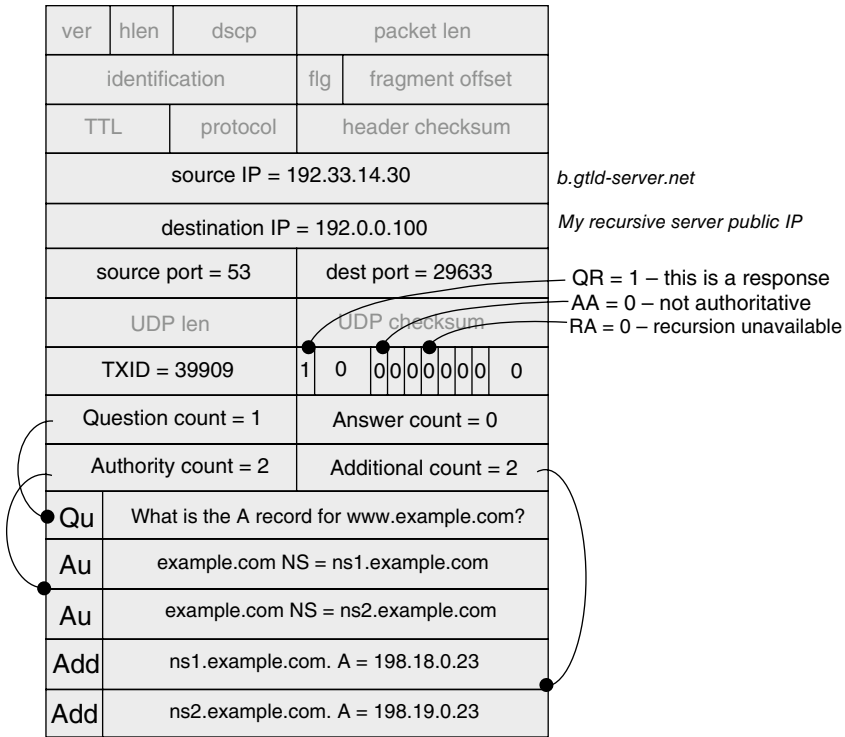 ver hlen dscp packet len
identification flg fragment offset
TTL protocol header checksum
source IP = 192.33.14.30 b.gtld-server.net
destination IP = 192.0.0.100 My recursive server public IP
source port = 53 dest port = 29633
QR = 1 – this is a response
AA = 0 – not authoritative
UDP len UDP checksum RA = 0 – recursion unavailable
TXID = 39909 1 0 0 0 0 0 0 0 0 0
Question count = 1 Answer count = 0
Authority count = 2 Additional count = 2
Qu What is the A record for www.example.com?
Au example.com NS = ns1.example.com
Au example.com NS = ns2.example.com
Add ns1.example.com. A = 198.18.0.23
Add ns2.example.com. A = 198.19.0.23